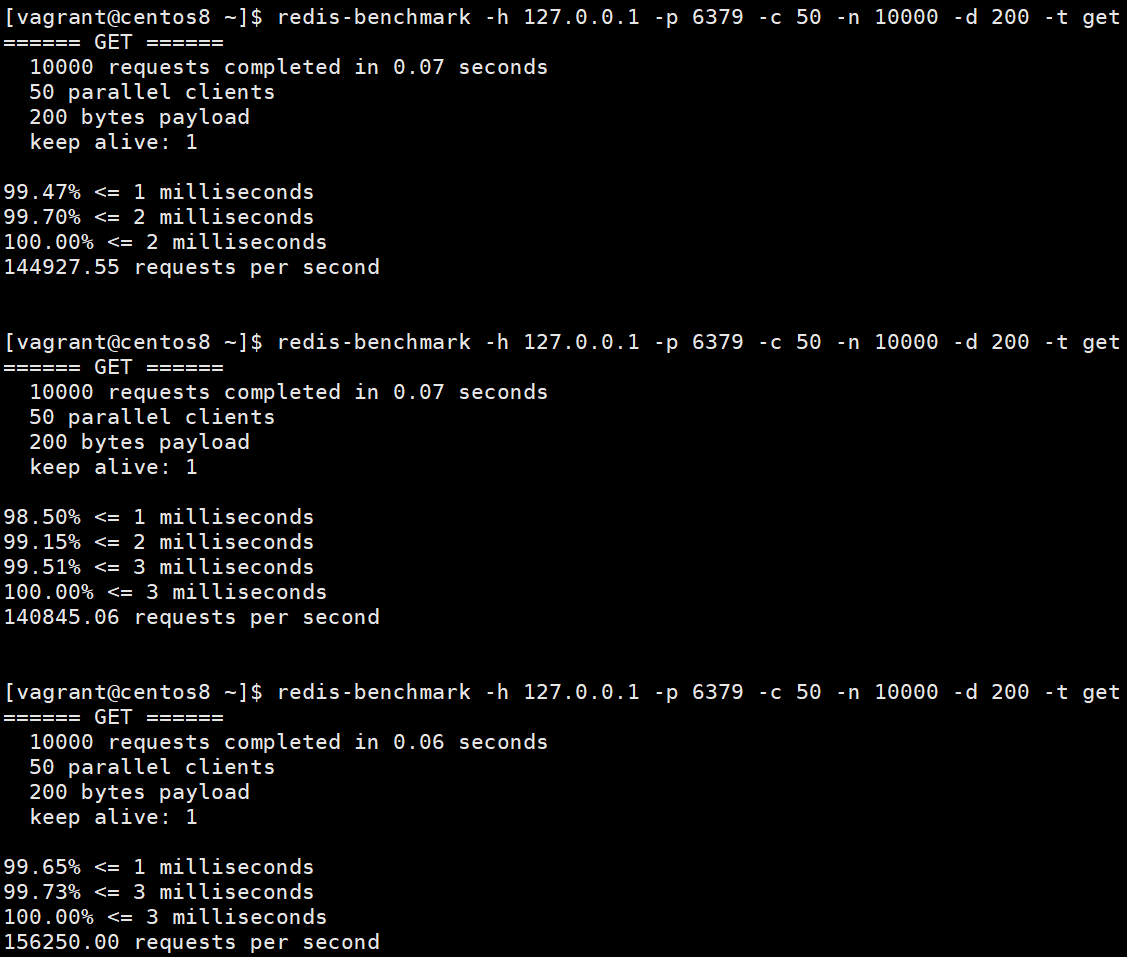 [vagrant@centos8 ~]$ redis-benchmark -h 127.0.0.1 -p 6379 -c 50 -n 10000 -d 200 -t get
====== GET ======
  10000 requests completed in 0.07 seconds
  50 parallel clients
  200 bytes payload
  keep alive: 1

99.47% <= 1 milliseconds
99.70% <= 2 milliseconds
100.00% <= 2 milliseconds
144927.55 requests per second


[vagrant@centos8 ~]$ redis-benchmark -h 127.0.0.1 -p 6379 -c 50 -n 10000 -d 200 -t get
====== GET ======
  10000 requests completed in 0.07 seconds
  50 parallel clients
  200 bytes payload
  keep alive: 1

98.50% <= 1 milliseconds
99.15% <= 2 milliseconds
99.51% <= 3 milliseconds
100.00% <= 3 milliseconds
140845.06 requests per second


[vagrant@centos8 ~]$ redis-benchmark -h 127.0.0.1 -p 6379 -c 50 -n 10000 -d 200 -t get
====== GET ======
  10000 requests completed in 0.06 seconds
  50 parallel clients
  200 bytes payload
  keep alive: 1

99.65% <= 1 milliseconds
99.73% <= 3 milliseconds
100.00% <= 3 milliseconds
156250.00 requests per second